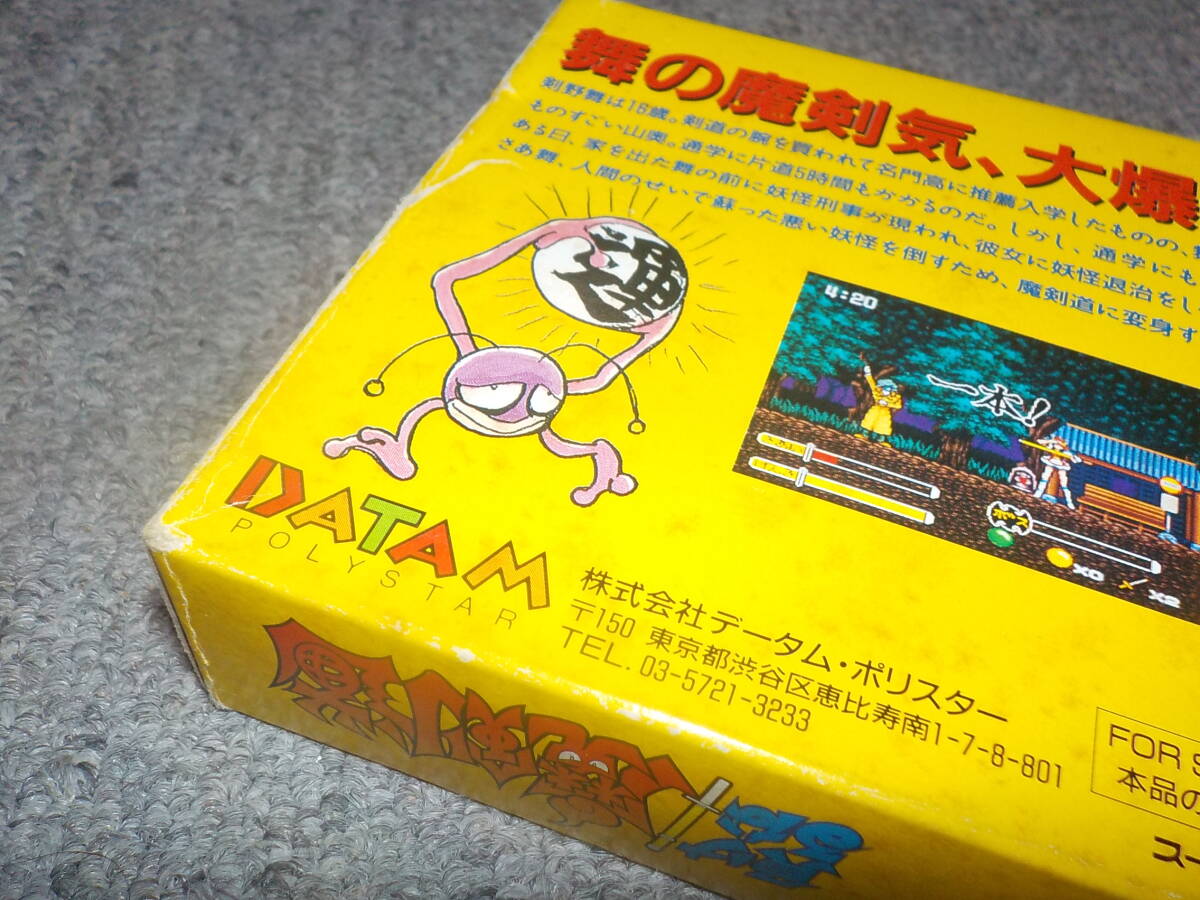 舞の魔剣気、大爆
剣野舞は16歳。剣道の腕を買われて名門高に推薦入学したものの、
ものすごい山奥。通学に片道5時間もかかるのだ。しかし、通学にも
ある日、家を出た舞の前に妖怪刑事が現われ、彼女に妖怪退治をし
さあ舞、人間のせいで蘇った悪い妖怪を倒すため、魔剣道に変身す
4:20
一本!
ボス
x0
x2
DATAM
POLYSTAR
株式会社データム・ポリスター
〒150 東京都渋谷区恵比寿南1-7-8-801
TEL. 03-5721-3233
FOR S
本品の
スー
魔剣道